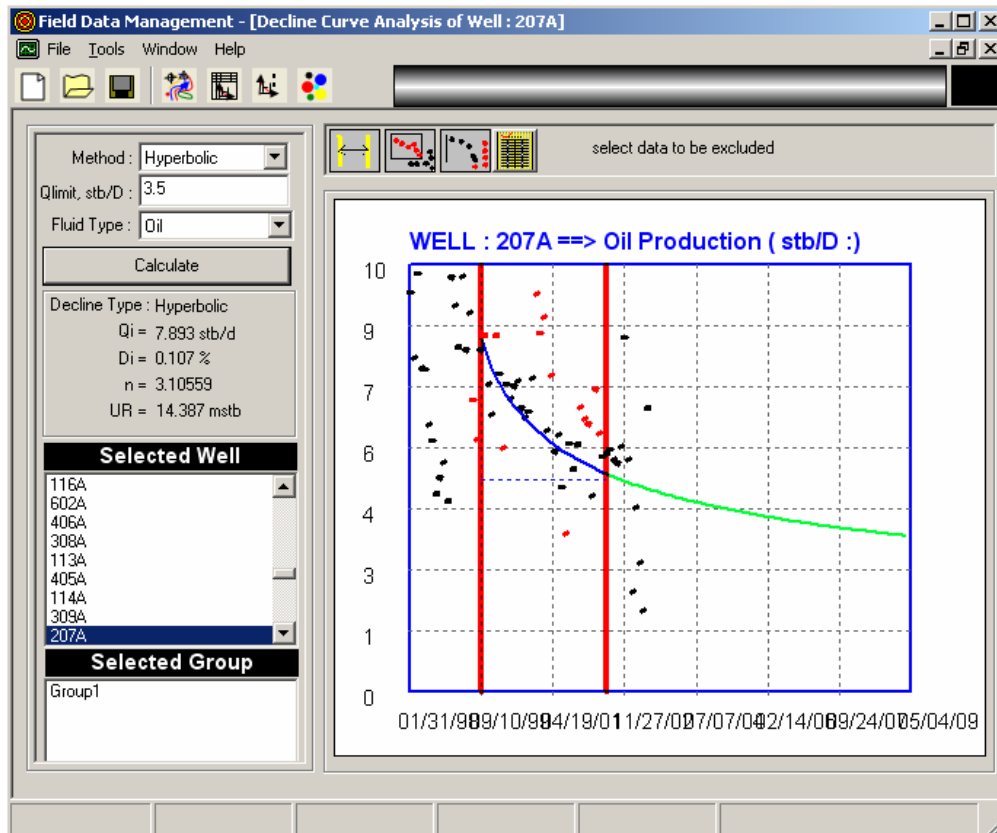 Field Data Management - [Decline Curve Analysis of Well : 207A]
File Tools Window Help
Method : Hyperbolic
Qlimit, stb/D : 3.5
Fluid Type : Oil
Calculate
Decline Type : Hyperbolic
Qi = 7.893 stb/d
Di = 0.107 %
n = 3.10559
UR = 14.387 mstb
Selected Well
116A
602A
406A
308A
113A
405A
114A
309A
207A
Selected Group
Group1
select data to be excluded
WELL : 207A ==> Oil Production ( stb/D :)
10
9
7
6
4
3
1
0
01/31/98 09/10/99 04/19/01 11/27/02 07/07/04 02/14/06 09/24/07 05/04/09